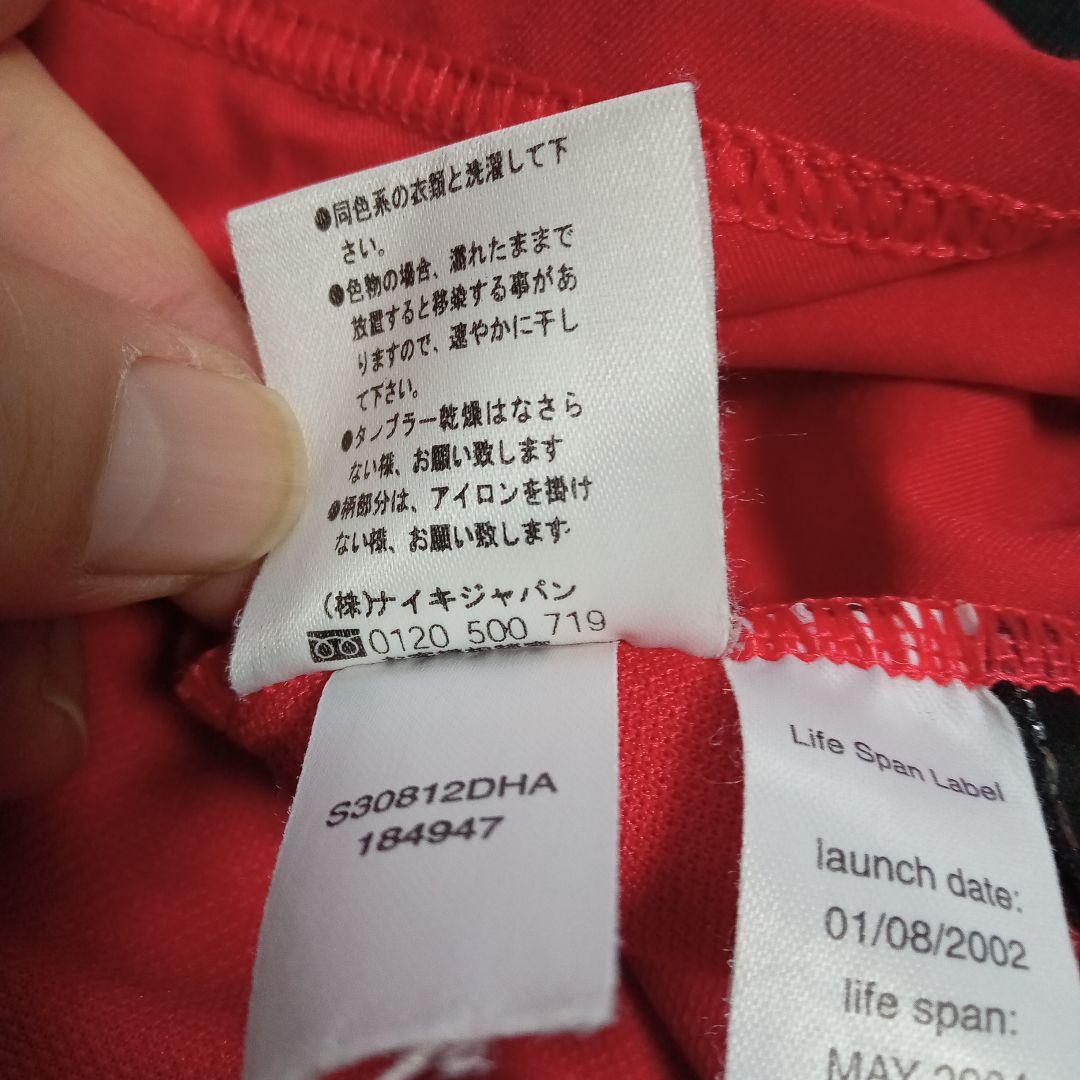 ●同色系の衣類と洗濯して下
さい。
●色物の場合、濡れたままで
放置すると移染する事があ
りますので、速やかに干し
て下さい。
●タンブラー乾燥はなさら
ない様、お願い致します
●柄部分は、アイロンを掛け
ない様、お願い致します
(株)ナイキジャパン
0120 500 719
S30812DHA
184947
Life Span Label
launch date:
01/08/2002
life span:
MAY